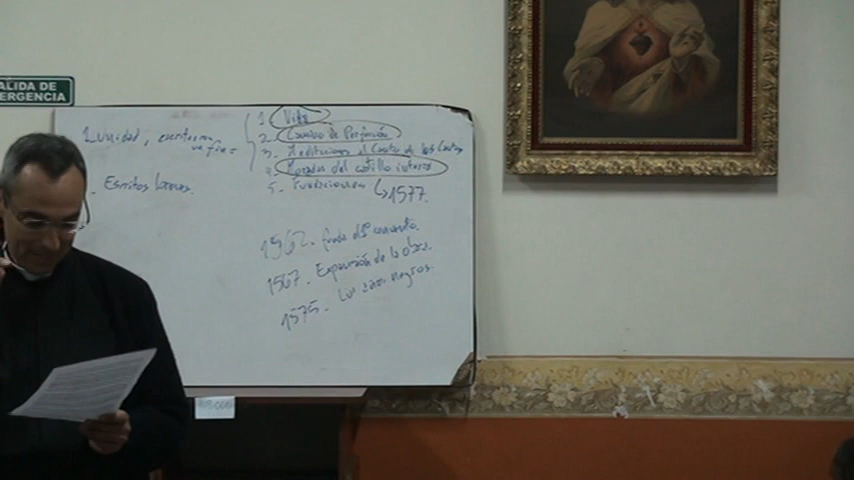 ALIDA DE
ERGENCIA
1. Vida
2. Camino de Perfección
3. Meditaciones al Cantar de los Cantares
4. Moradas del castillo interior
5. Fundaciones
↳ 1577.
Escritos breves.
1562. funda el 1º convento.
1567. Expansión de la obra.
1575. Los años negros.